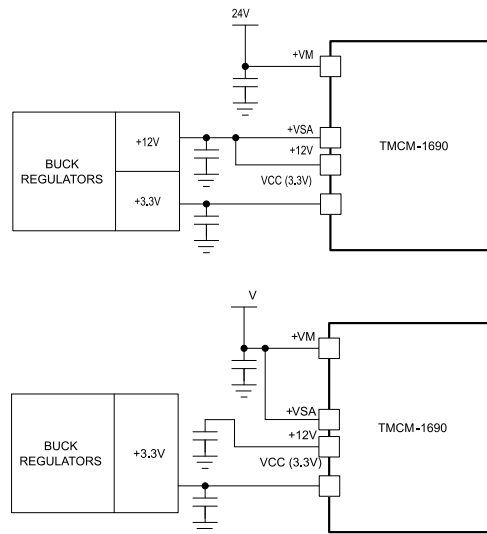 24V
+VM
BUCK
REGULATORS
+12V
+3.3V
+VSA
+12V
VCC (3.3V)
TMCM-1690
V
+VM
BUCK
REGULATORS
+3.3V
+VSA
+12V
VCC (3.3V)
TMCM-1690